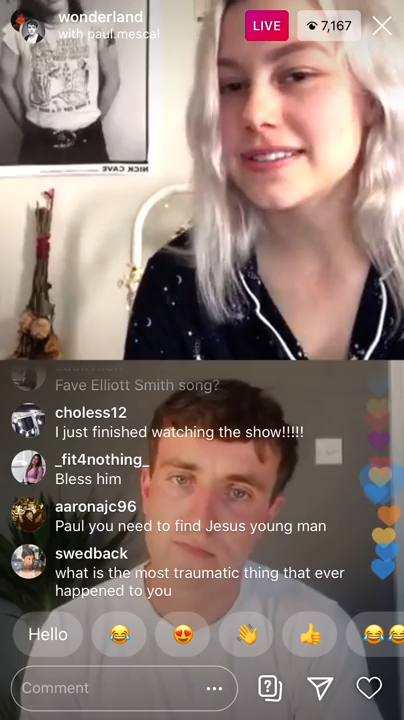 wonderland
with paul.mescal
LIVE
7,167
NICK CAVE
Fave Elliott Smith song?
choless12
I just finished watching the show!!!!!
_fit4nothing_
Bless him
aaronajc96
Paul you need to find Jesus young man
swedback
what is the most traumatic thing that ever
happened to you
Hello
Comment